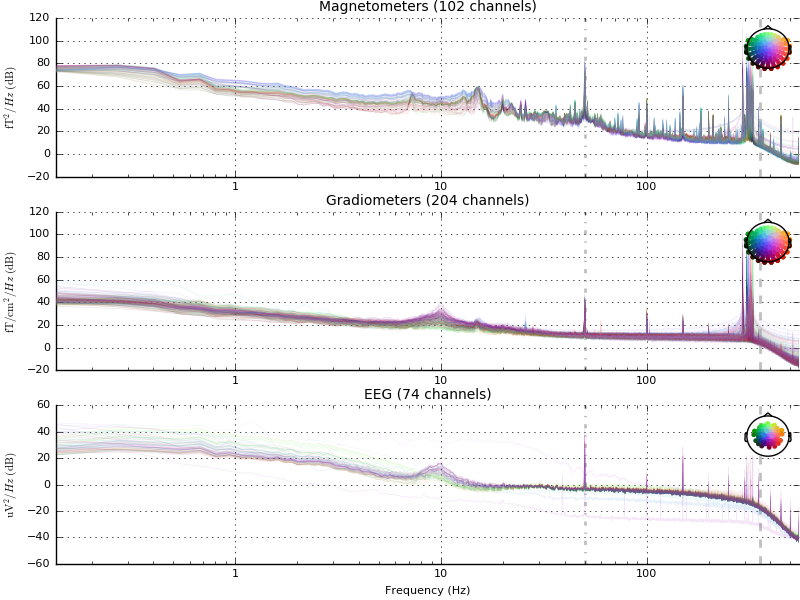 Magnetometers (102 channels)
120
100
80
60
40
20
0
−20
fT²/Hz (dB)
1 10 100
Gradiometers (204 channels)
120
100
80
60
40
20
0
−20
fT/cm²/Hz (dB)
1 10 100
EEG (74 channels)
60
40
20
0
−20
−40
−60
uV²/Hz (dB)
1 10 100
Frequency (Hz)